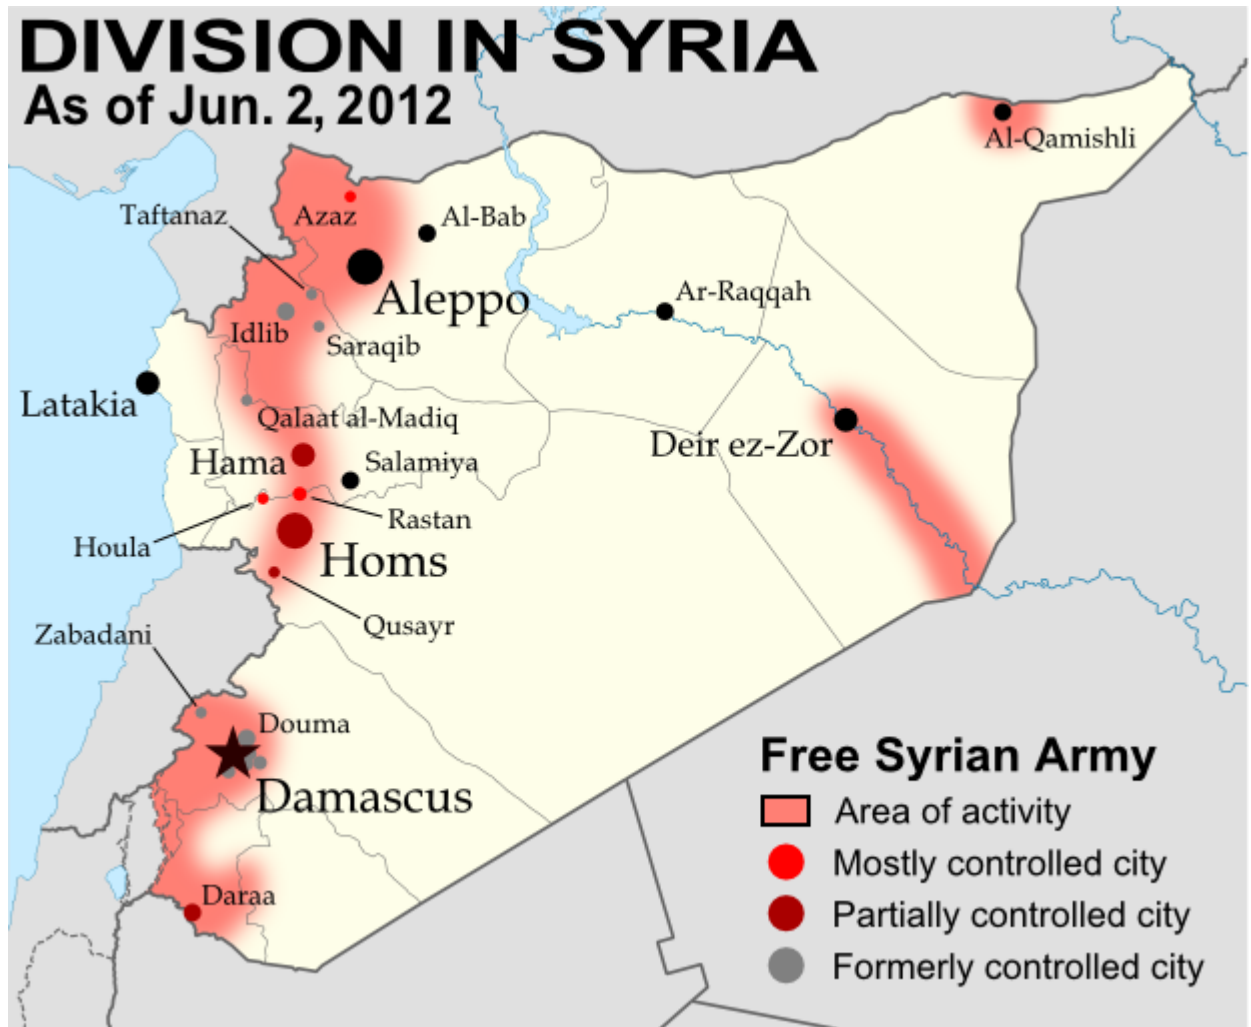 DIVISION IN SYRIA
As of Jun. 2, 2012
Al-Qamishli
Taftanaz
Azaz
Al-Bab
Aleppo
Ar-Raqqah
Idlib
Saraqib
Latakia
Qalaat al-Madiq
Deir ez-Zor
Hama
Salamiya
Rastan
Houla
Homs
Qusayr
Zabadani
Douma
Damascus
Daraa
Free Syrian Army
Area of activity
Mostly controlled city
Partially controlled city
Formerly controlled city